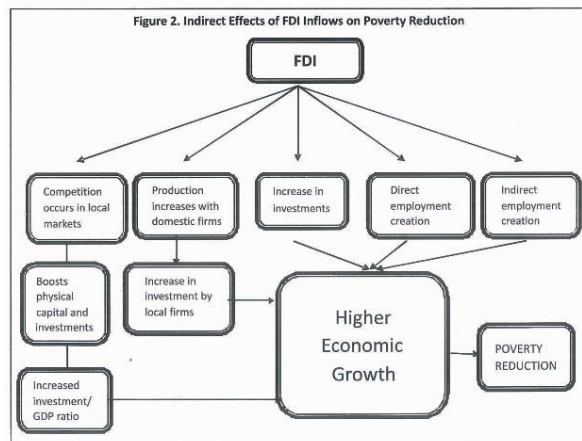 Figure 2. Indirect Effects of FDI Inflows on Poverty Reduction
FDI
Competition
occurs in local
markets
Production
increases with
domestic firms
Increase in
investments
Direct
employment
creation
Indirect
employment
creation
Boosts
physical
capital and
investments
Increase in
investment by
local firms
Higher
Economic
Growth
POVERTY
REDUCTION
Increased
investment/
GDP ratio